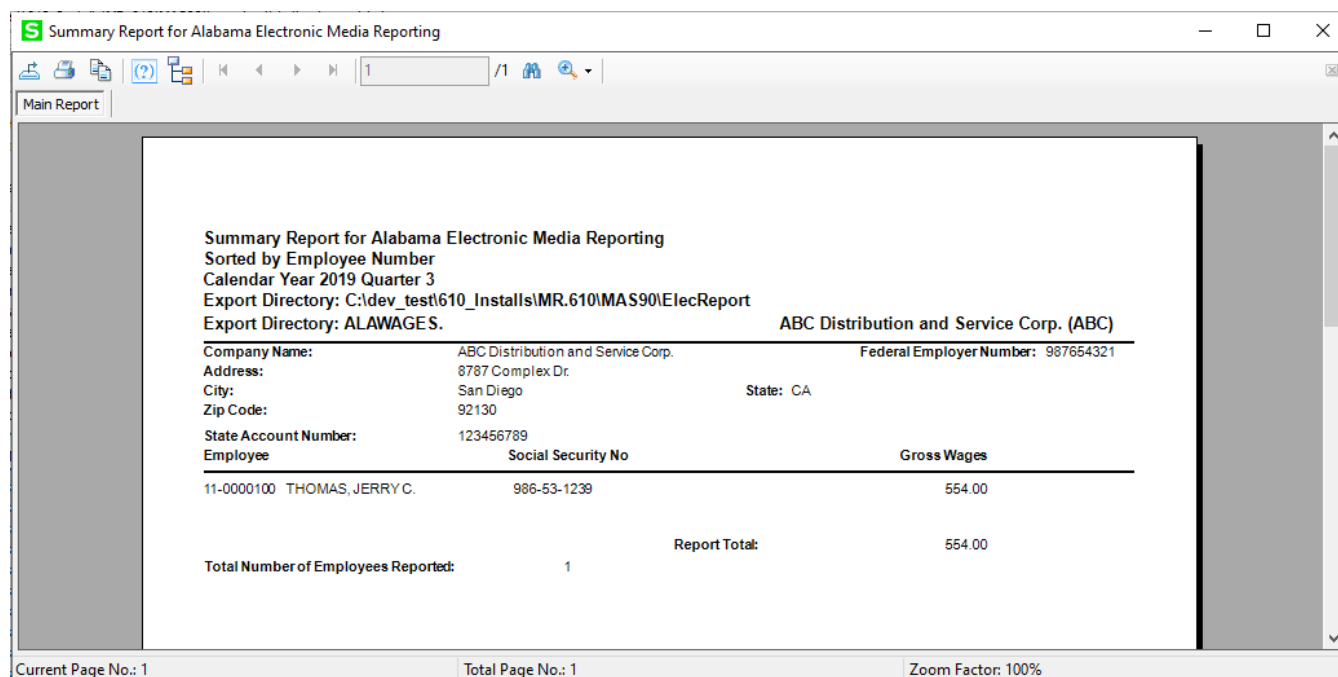 S Summary Report for Alabama Electronic Media Reporting
(?) 1 /1
Main Report
Summary Report for Alabama Electronic Media Reporting
Sorted by Employee Number
Calendar Year 2019 Quarter 3
Export Directory: C:\dev_test\610_Installs\MR.610\MAS90\ElecReport
Export Directory: ALAWAGES. ABC Distribution and Service Corp. (ABC)
Company Name: ABC Distribution and Service Corp. Federal Employer Number: 987654321
Address: 8787 Complex Dr.
City: San Diego State: CA
Zip Code: 92130
State Account Number: 123456789
Employee Social Security No Gross Wages
11-0000100 THOMAS, JERRY C. 986-53-1239 554.00
Report Total: 554.00
Total Number of Employees Reported: 1
Current Page No.: 1 Total Page No.: 1 Zoom Factor: 100%